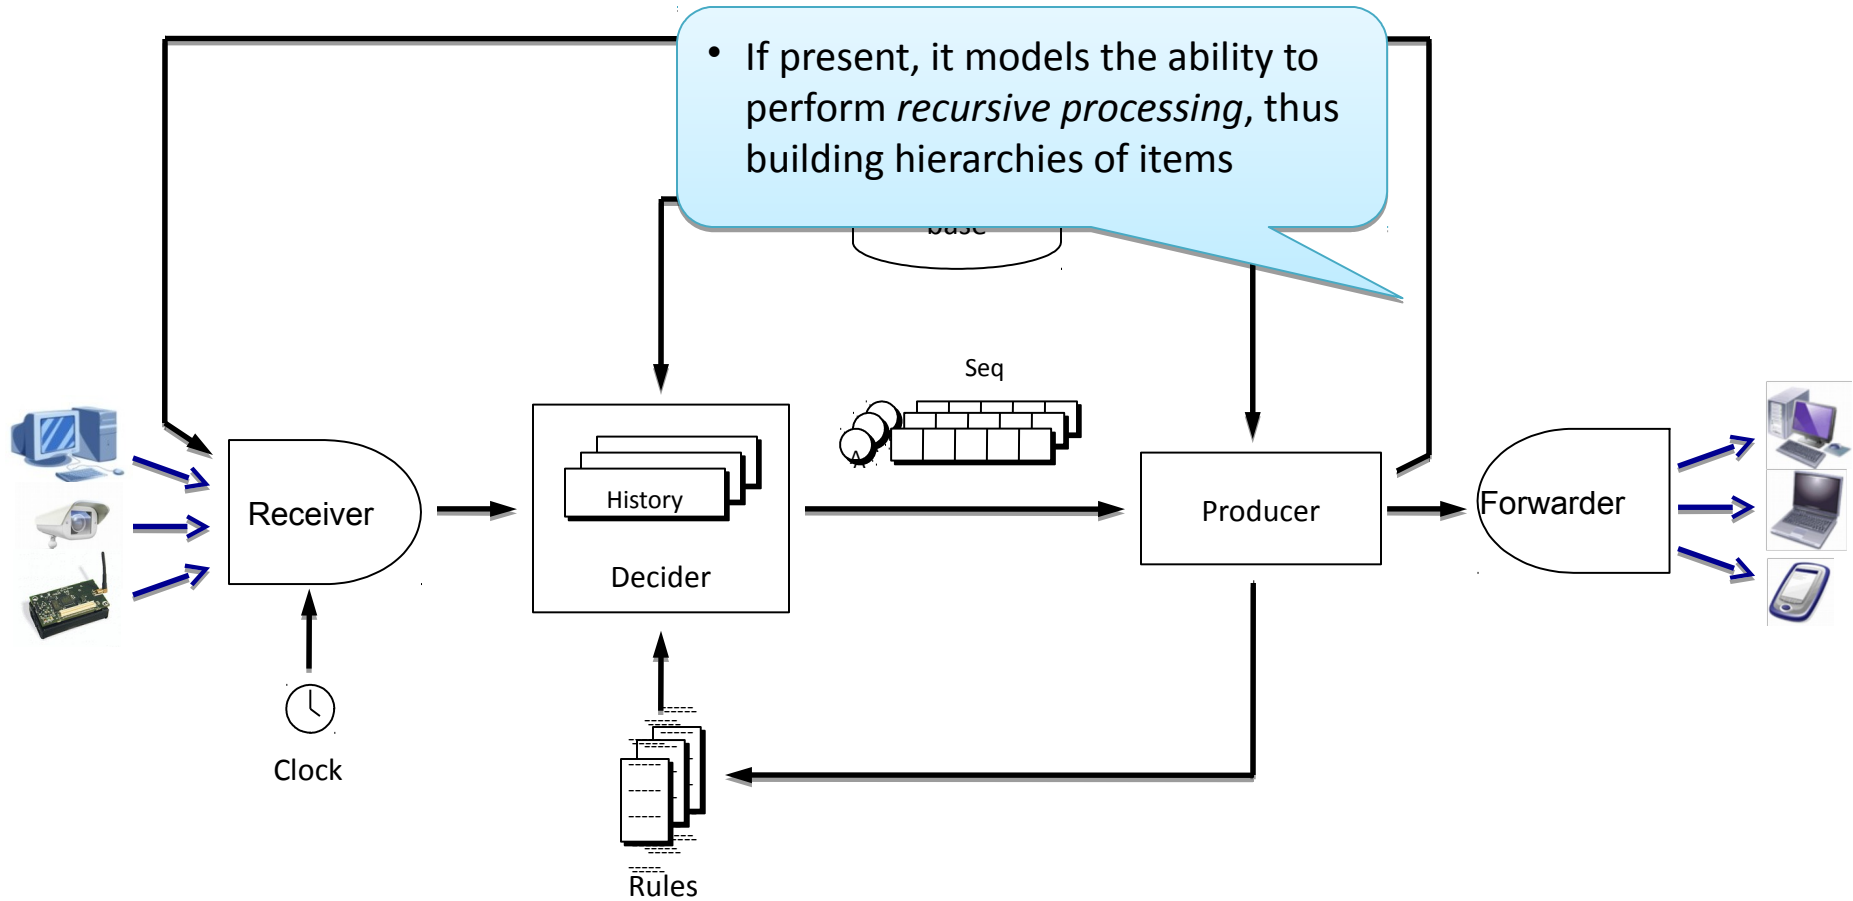 • If present, it models the ability to
perform recursive processing, thus
building hierarchies of items
base
Seq
A
History
Receiver
Decider
Producer
Forwarder
Clock
Rules